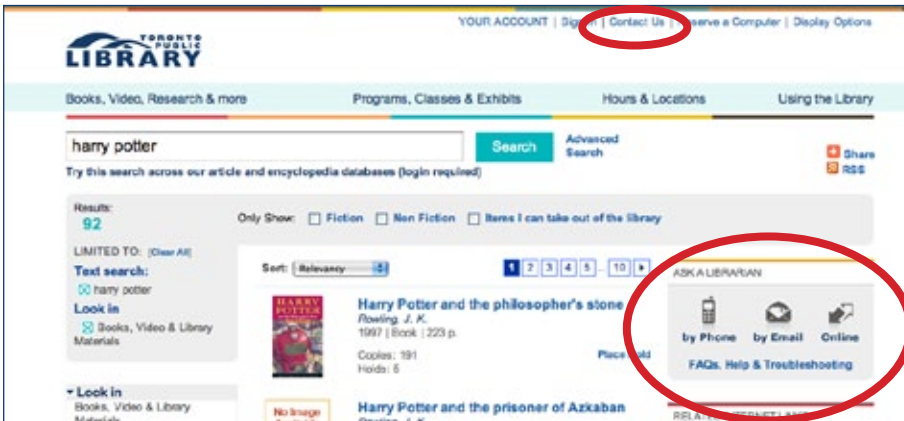 YOUR ACCOUNT | Sign In | Contact Us | Reserve a Computer | Display Options
TORONTO
PUBLIC
LIBRARY
Books, Video, Research & more Programs, Classes & Exhibits Hours & Locations Using the Library
harry potter Search Advanced Search
Share
RSS
Try this search across our article and encyclopedia databases (login required)
Results:
92
Only Show: Fiction Non Fiction Items I can take out of the library
LIMITED TO: [Clear All]
Text search:
harry potter
Look in
Books, Video & Library
Materials
Sort: Relevancy 1 2 3 4 5 .. 10
HARRY
POTTER
Harry Potter and the philosopher's stone
Rowling, J. K.
1997 | Book | 223 p.
Copies: 191
Holds: 6
Place Hold
ASK A LIBRARIAN
by Phone by Email Online
FAQs, Help & Troubleshooting
Look in
Books, Video & Library
Materials
No Image
Harry Potter and the prisoner of Azkaban
Rowling, J. K.